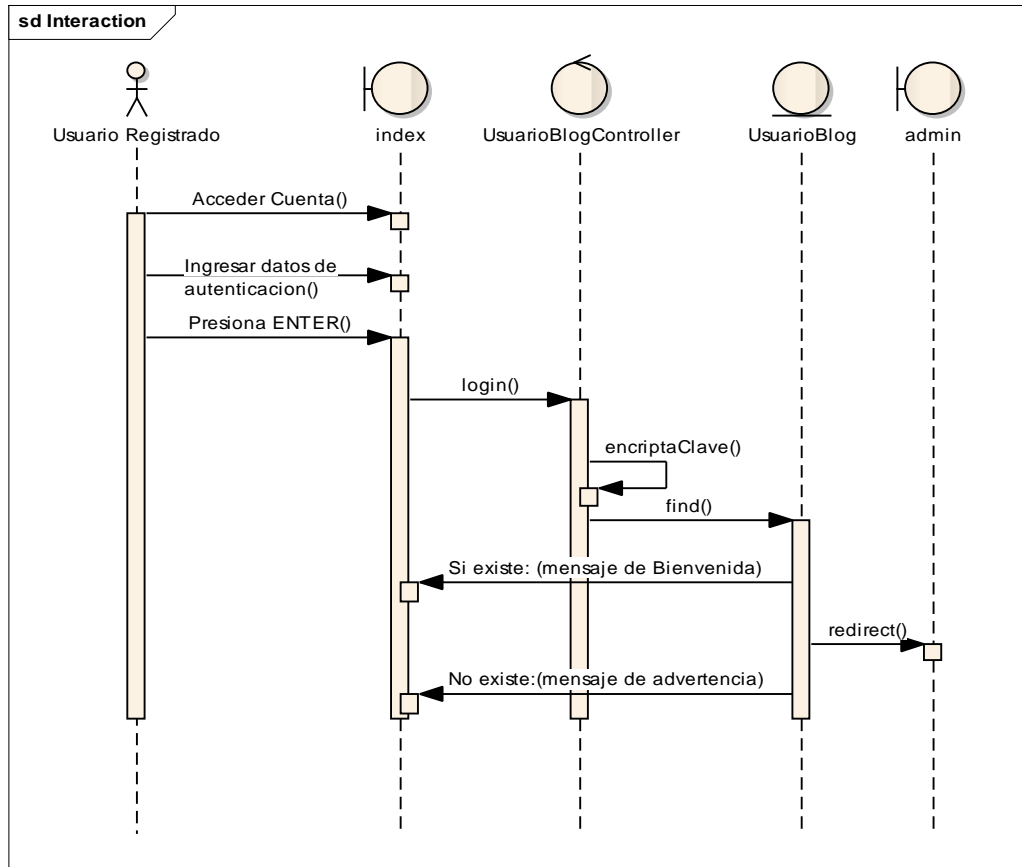 sd Interaction
Usuario Registrado
index
UsuarioBlogController
UsuarioBlog
admin
Acceder Cuenta()
Ingresar datos de
autenticacion()
Presiona ENTER()
login()
encriptaClave()
find()
Si existe: (mensaje de Bienvenida)
redirect()
No existe:(mensaje de advertencia)